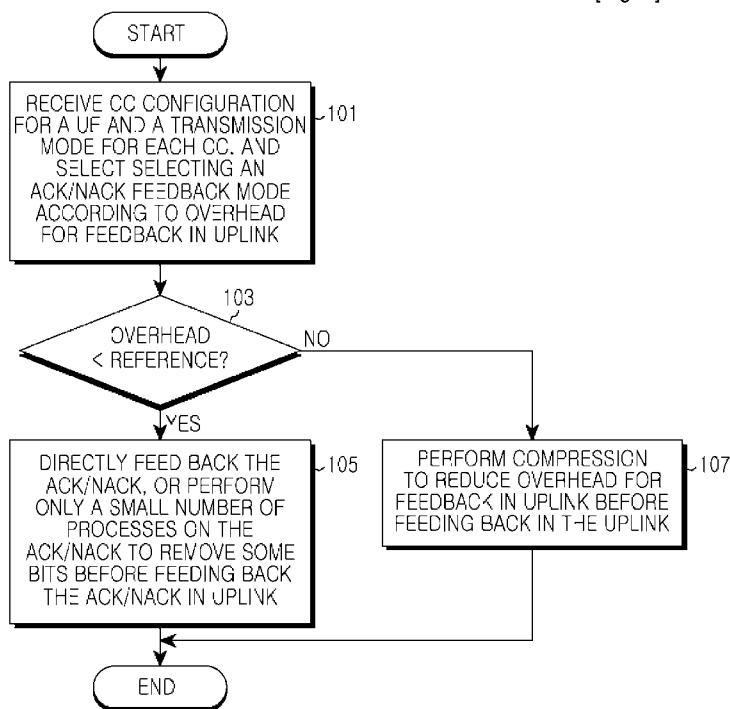 START
RECEIVE CC CONFIGURATION
FOR A UE AND A TRANSMISSION
MODE FOR EACH CC, AND
SELECT SELECTING AN
ACK/NACK FEEDBACK MODE
ACCORDING TO OVERHEAD
FOR FEEDBACK IN UPLINK
101
103
OVERHEAD
< REFERENCE?
NO
YES
DIRECTLY FEED BACK THE
ACK/NACK, OR PERFORM
ONLY A SMALL NUMBER OF
PROCESSES ON THE
ACK/NACK TO REMOVE SOME
BITS BEFORE FEEDING BACK
THE ACK/NACK IN UPLINK
105
PERFORM COMPRESSION
TO REDUCE OVERHEAD FOR
FEEDBACK IN UPLINK BEFORE
FEEDING BACK IN THE UPLINK
107
END